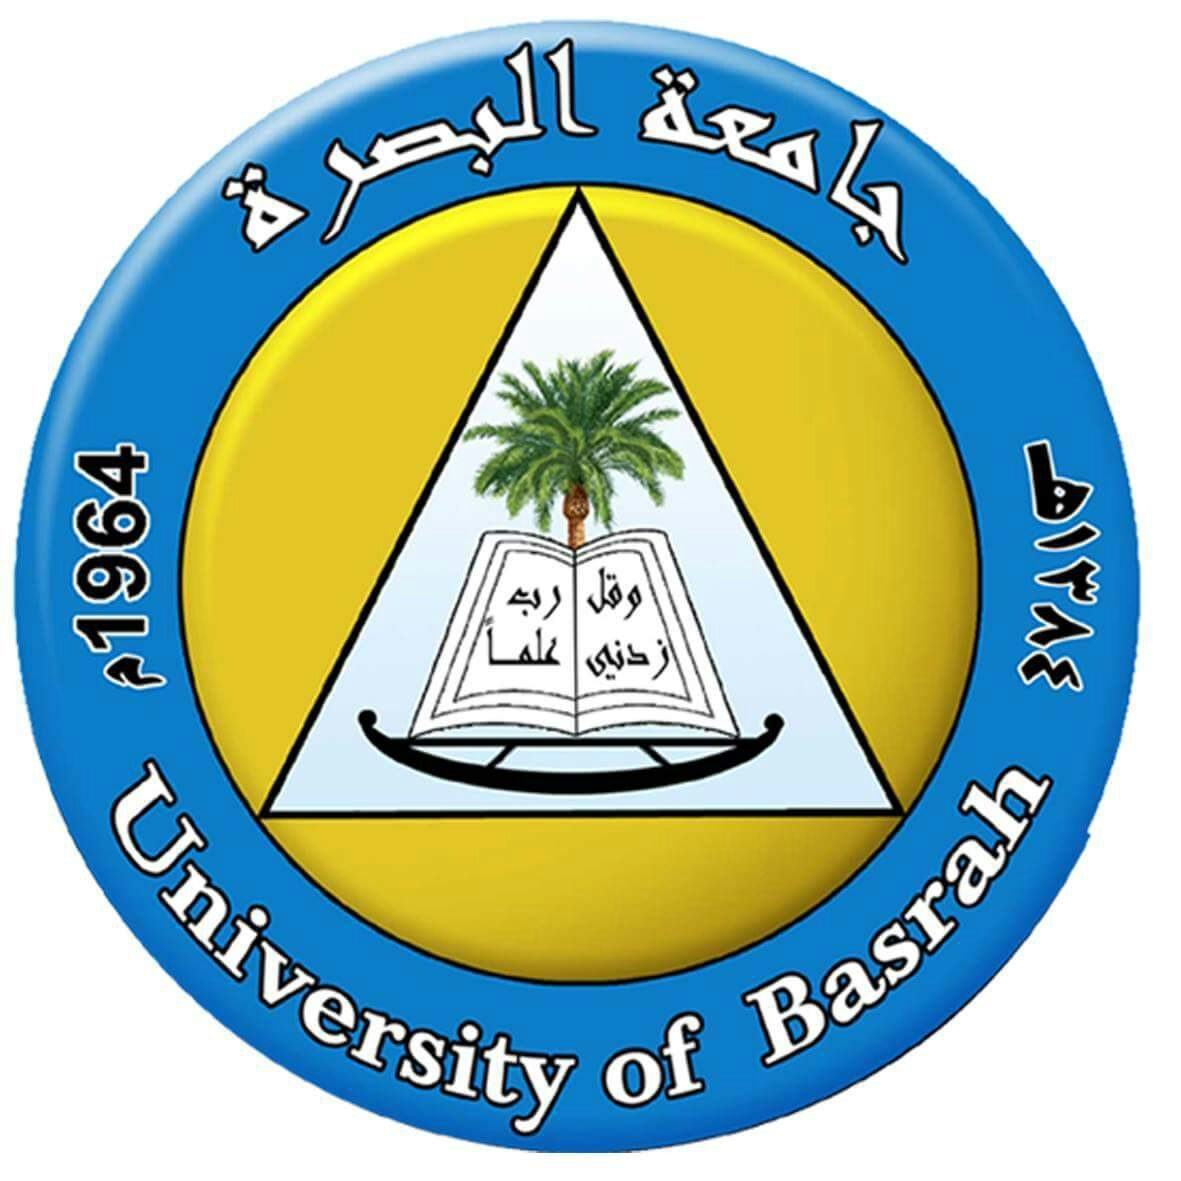 جامعة البصرة
1964م
١٣٨٤هـ
وقل رب
زدني علماً
University of Basrah